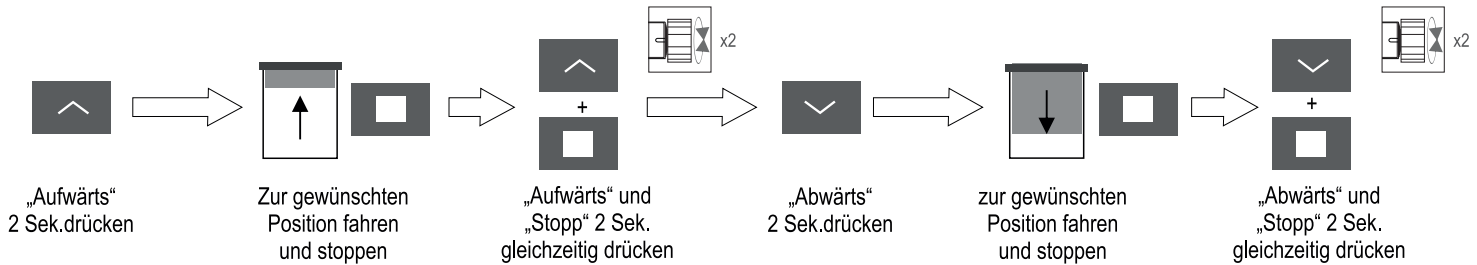 x2
x2
+
+
„Aufwärts“
2 Sek.drücken
Zur gewünschten
Position fahren
und stoppen
„Aufwärts“ und
„Stopp“ 2 Sek.
gleichzeitig drücken
„Abwärts“
2 Sek.drücken
zur gewünschten
Position fahren
und stoppen
„Abwärts“ und
„Stopp“ 2 Sek.
gleichzeitig drücken